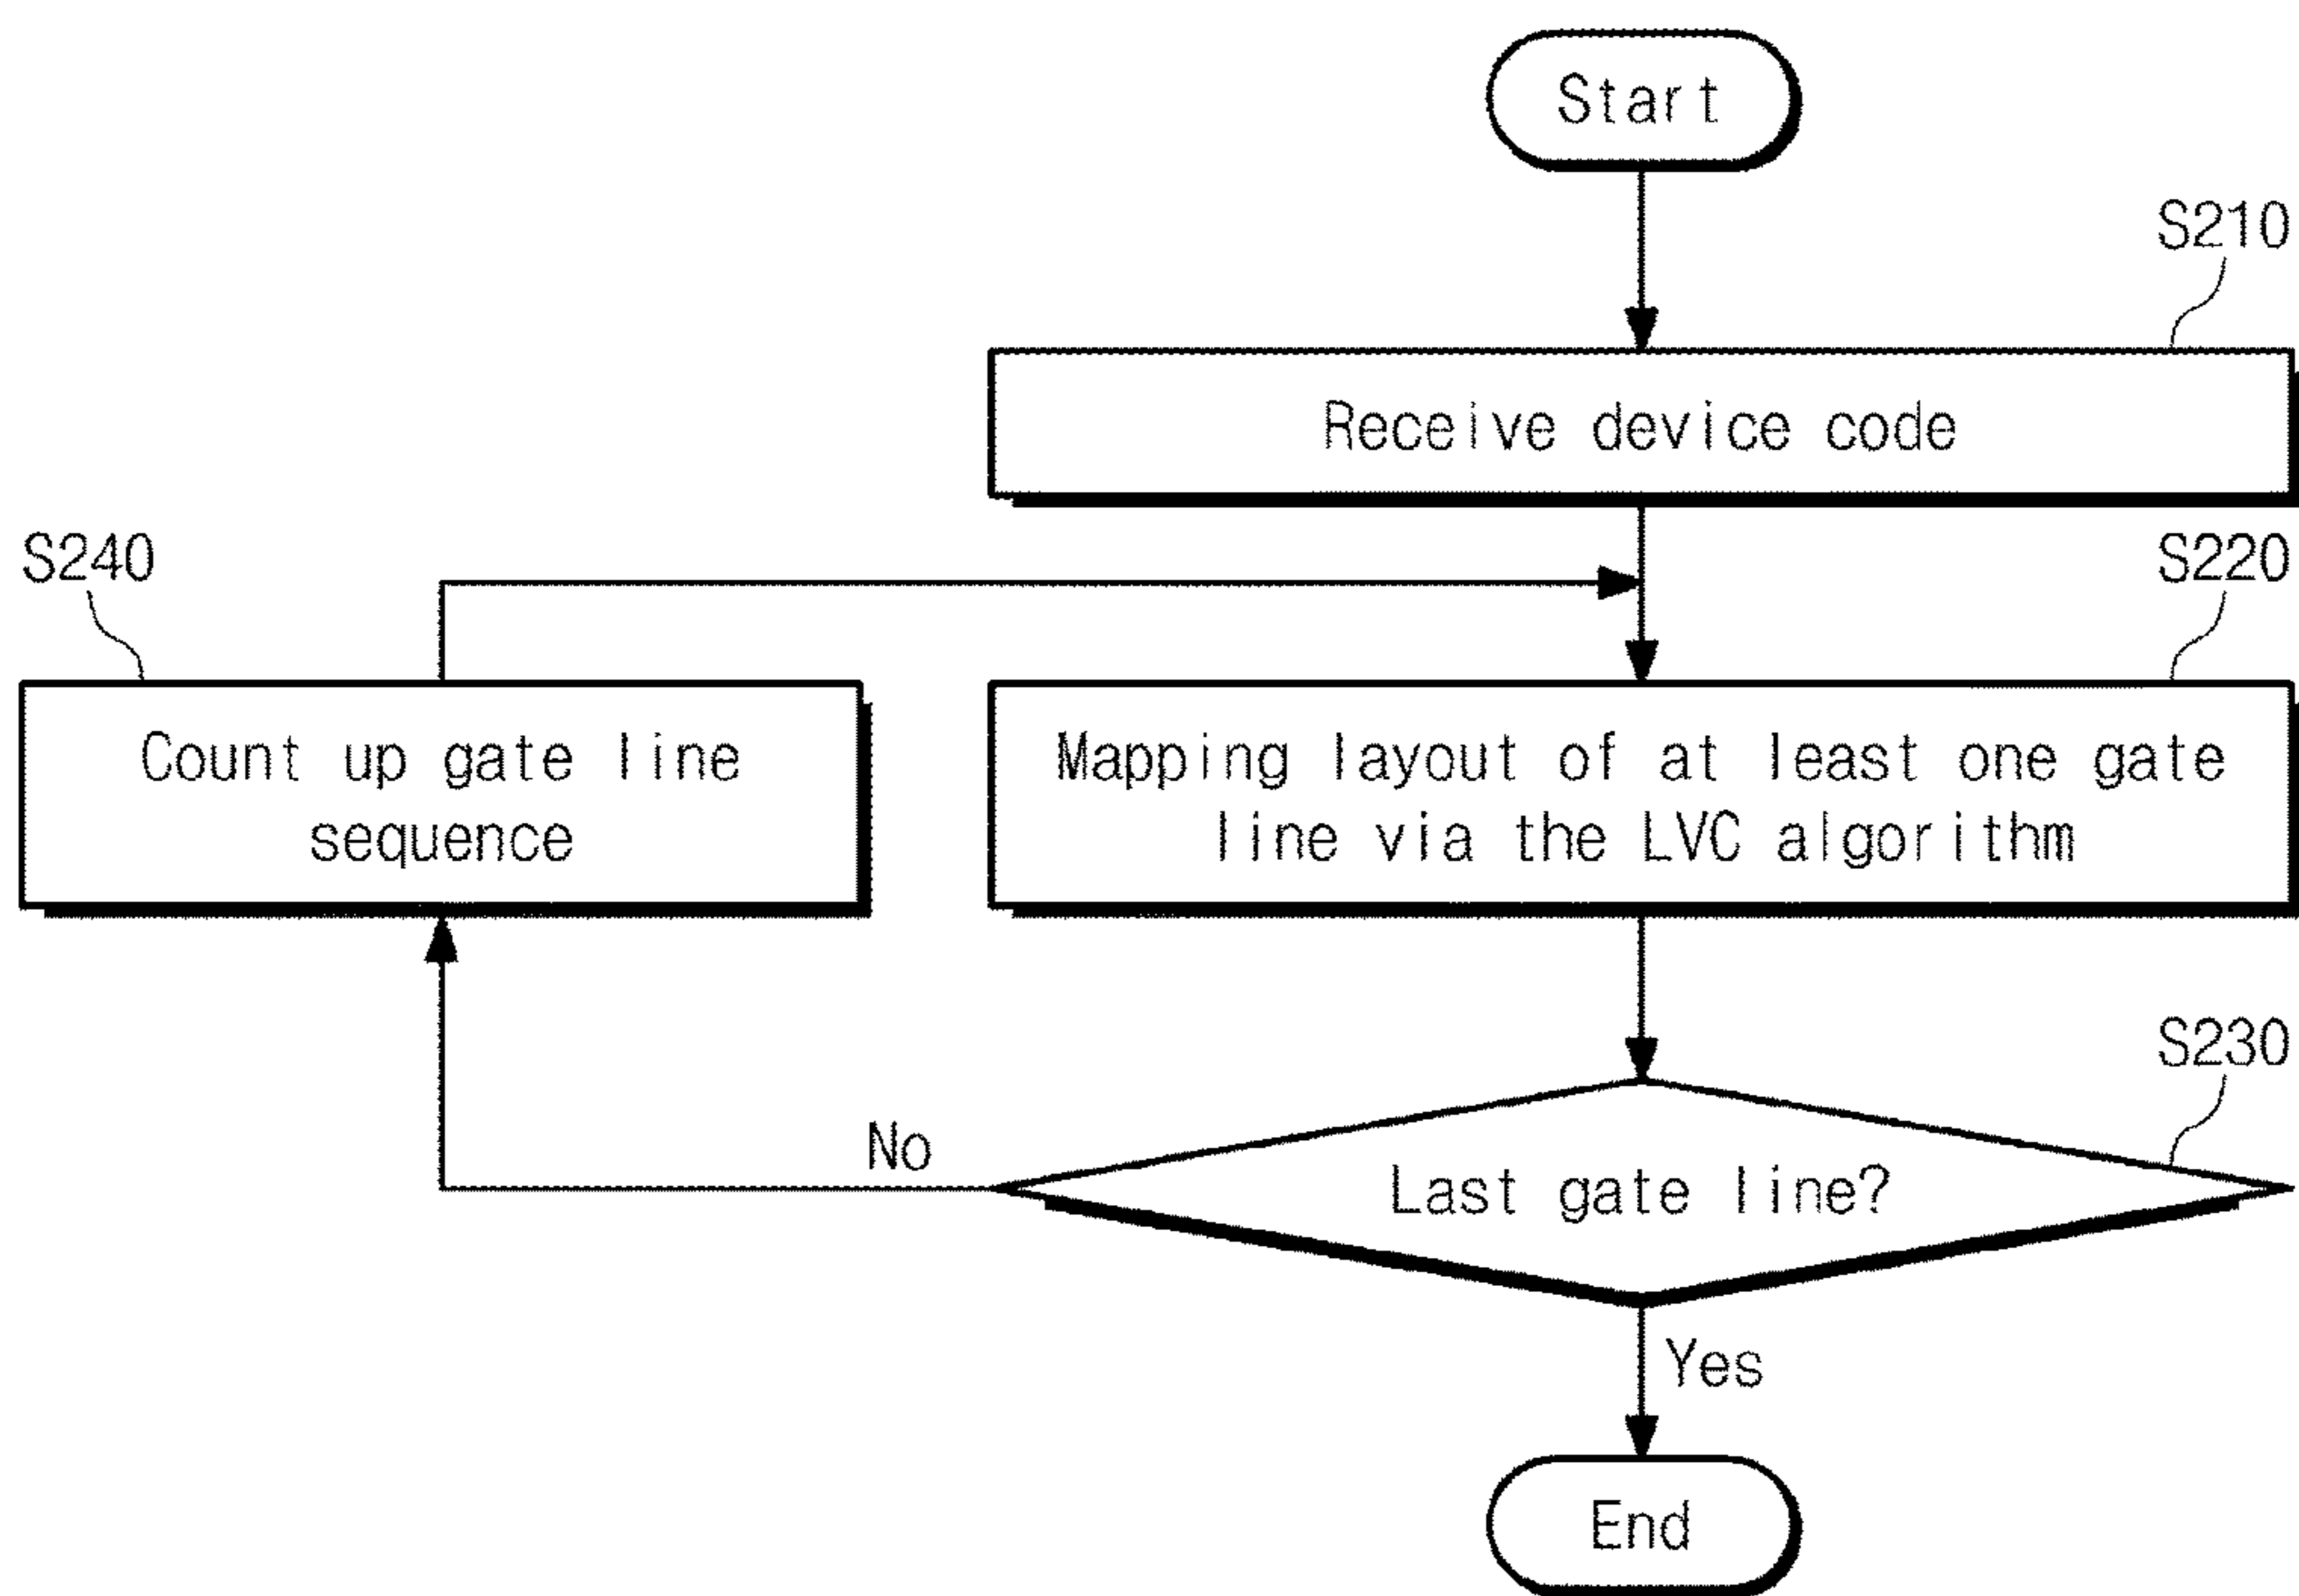 Start
S210
Receive device code
S240
S220
Count up gate line
sequence
Mapping layout of at least one gate
line via the LVC algorithm
S230
No
Last gate line?
Yes
End